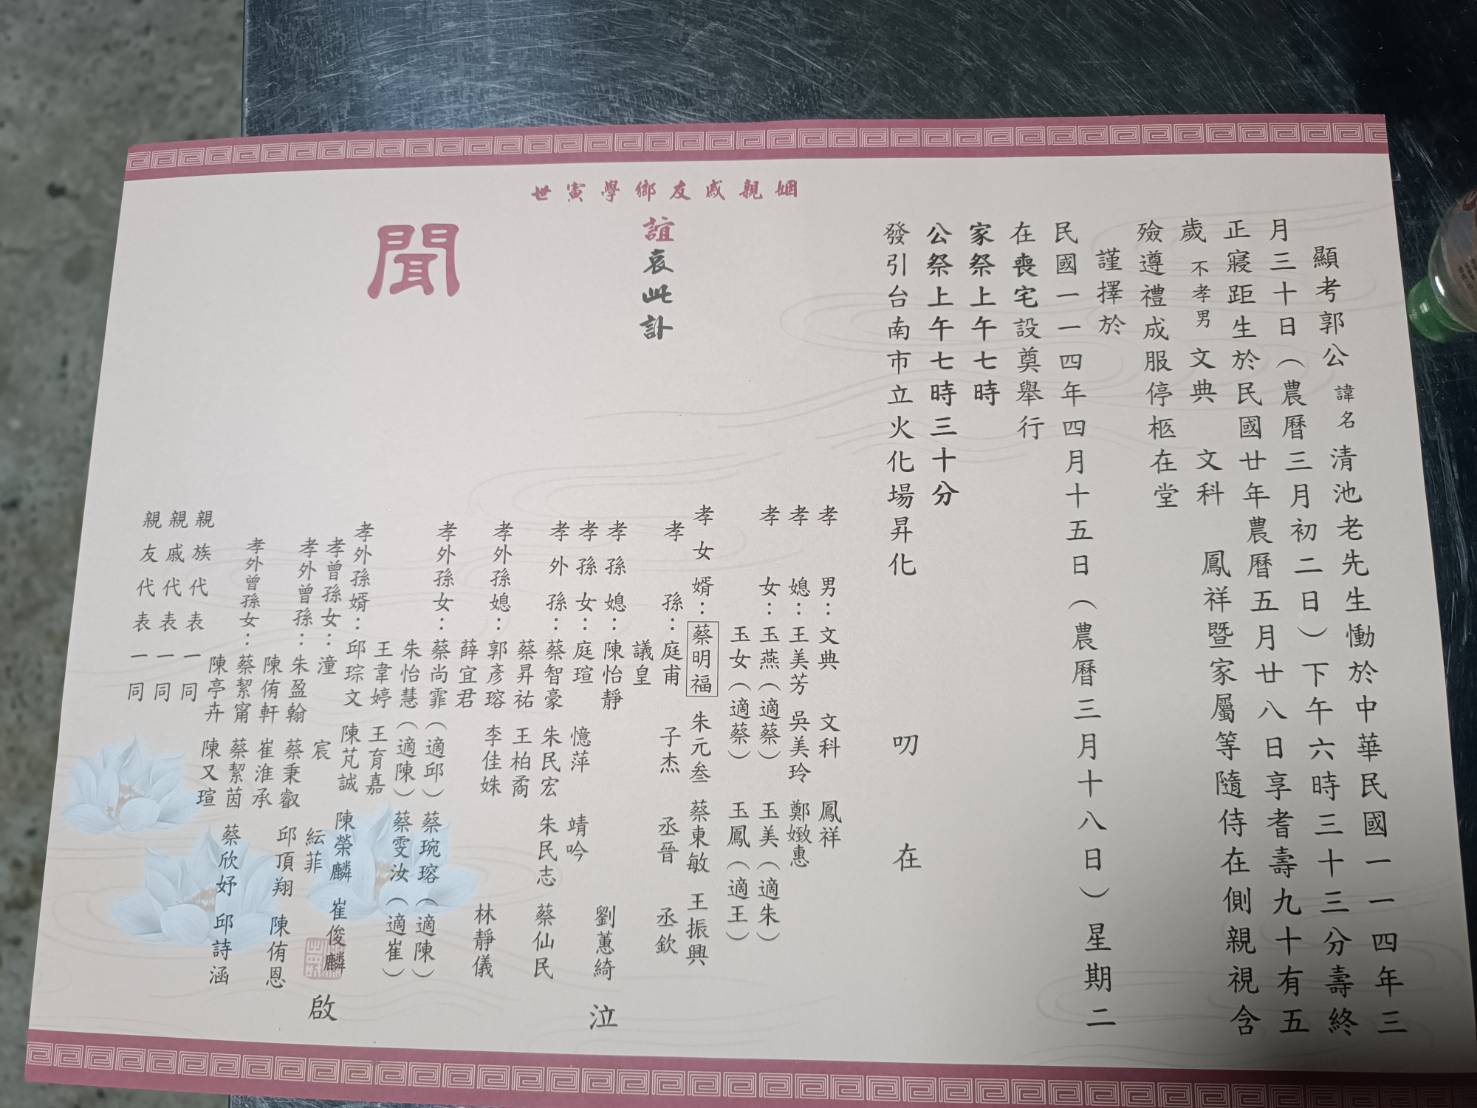 顯考郭公諱名清池老先生慟於中華民國一一四年三
月三十日（農曆三月初二日）下午六時三十三分壽終
正寢距生於民國廿年農曆五月廿八日享耆壽九十有五
歲不孝男文典 文科 鳳祥暨家屬等隨侍在側親視含
殮遵禮成服停柩在堂
謹擇於
民國一一四年四月十五日（農曆三月十八日）星期二
在喪宅設奠舉行
家祭上午七時
公祭上午七時三十分
發引台南市立火化場昇化 叨在
姻親戚友鄉學寅世
誼哀此訃
聞
孝男：文典 文科 鳳祥
孝媳：王美芳 吳美玲 鄭媺惠
孝女：玉燕（適蔡） 玉美（適朱）
玉女（適蔡） 玉鳳（適王）
孝女婿：蔡明福 朱元叁 蔡東敏 王振興
孝孫：庭甫 子杰 丞晉 丞欽
議皇
孝孫媳：陳怡靜 劉蕙綺 泣
孝孫女：庭瑄 憶萍 靖吟
孝外孫：蔡智豪 朱民宏 朱民志 蔡仙民
蔡昇祐 王柏矞
孝外孫媳：郭彥瑢 李佳姝 林靜儀
薛宜君
孝外孫女：蔡尚霏（適邱） 蔡琬瑢（適陳）
朱怡慧（適陳） 蔡雯汝（適崔）
王韋婷 王育嘉
孝外孫婿：邱琮文 陳芃誠 陳榮麟 崔俊麟 啟
孝曾孫女：潼 宸 紜菲
孝外曾孫：朱盈翰 蔡秉叡 邱頂翔 陳侑恩
陳侑軒 崔淮承
孝外曾孫女：蔡絜甯 蔡絜茵 蔡欣妤 邱詩涵
陳亭卉 陳又瑄
親族代表一同
親戚代表一同
親友代表一同